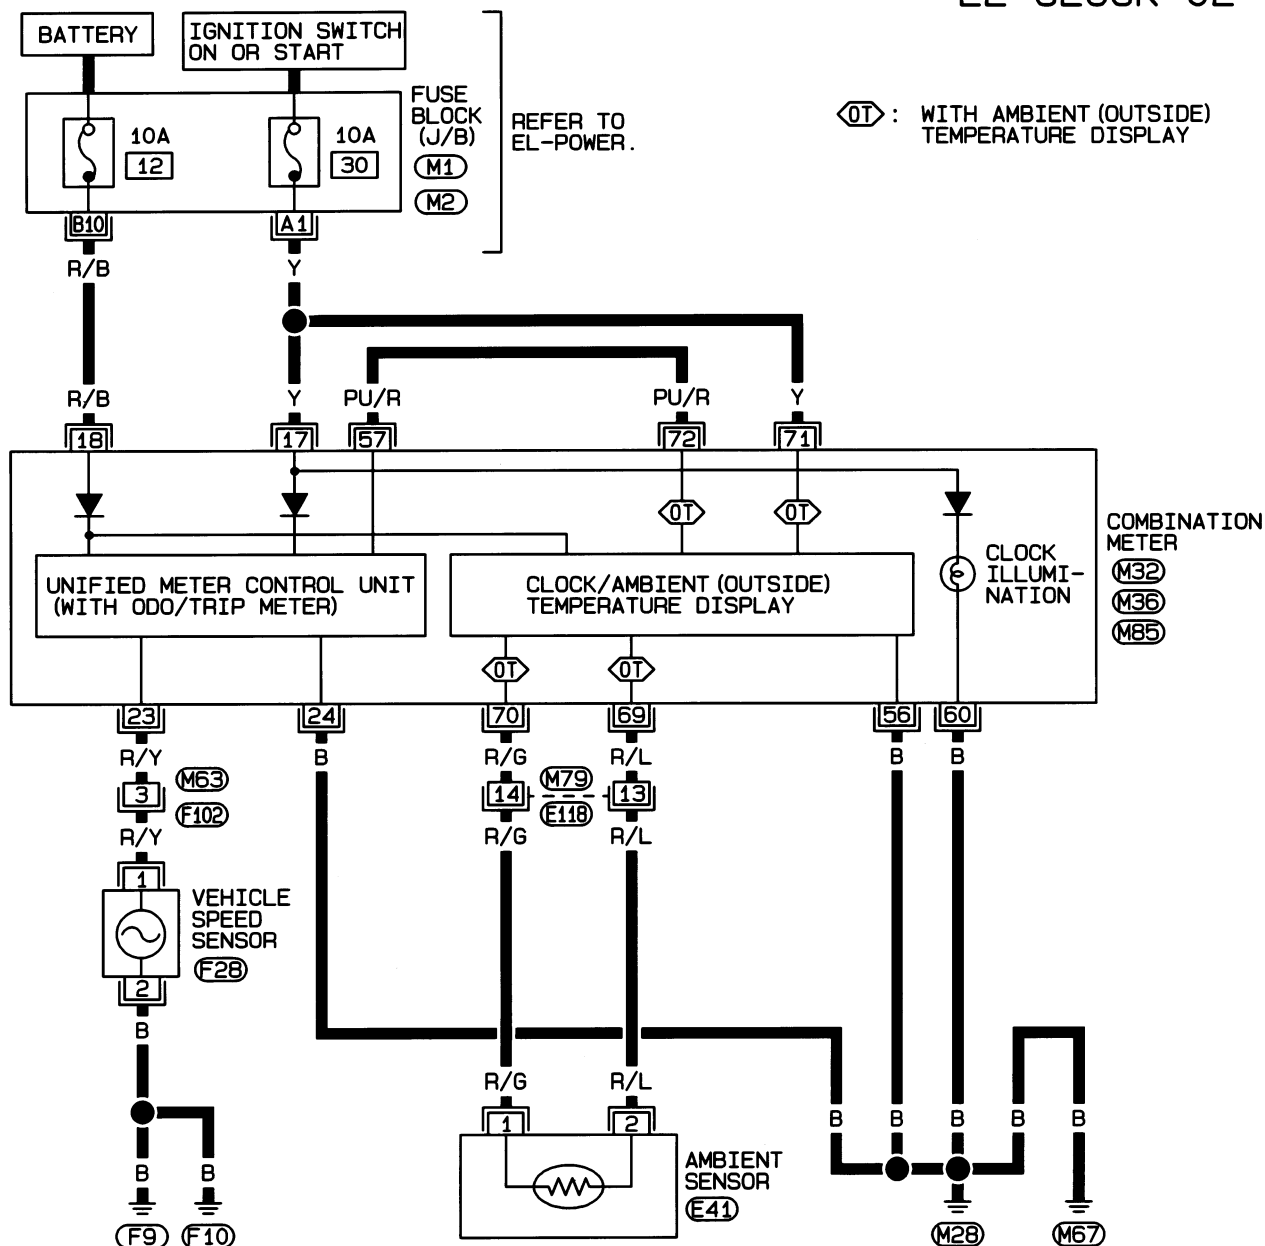 BATTERY
IGNITION SWITCH
ON OR START
FUSE
BLOCK
(J/B)
M1
M2
10A
12
10A
30
REFER TO
EL-POWER.
OT : WITH AMBIENT (OUTSIDE)
TEMPERATURE DISPLAY
B10
A1
R/B
Y
R/B
Y
PU/R
PU/R
Y
18
17
57
72
71
OT
OT
UNIFIED METER CONTROL UNIT
(WITH ODO/TRIP METER)
CLOCK/AMBIENT (OUTSIDE)
TEMPERATURE DISPLAY
CLOCK
ILLUMI-
NATION
COMBINATION
METER
M32
M36
M85
OT
OT
23
24
70
69
56
60
R/Y
B
R/G
R/L
B
B
3
M63
F102
14
M79
E118
13
R/Y
R/G
R/L
1
VEHICLE
SPEED
SENSOR
F28
2
B
R/G
R/L
1
2
B
B
B
B
B
AMBIENT
SENSOR
E41
B
B
F9
F10
M28
M67